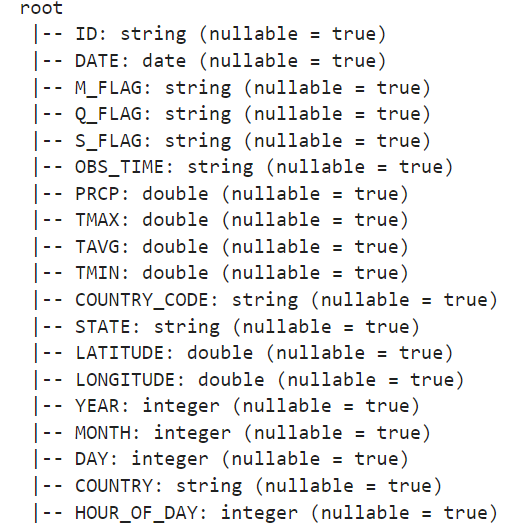 root
 |-- ID: string (nullable = true)
 |-- DATE: date (nullable = true)
 |-- M_FLAG: string (nullable = true)
 |-- Q_FLAG: string (nullable = true)
 |-- S_FLAG: string (nullable = true)
 |-- OBS_TIME: string (nullable = true)
 |-- PRCP: double (nullable = true)
 |-- TMAX: double (nullable = true)
 |-- TAVG: double (nullable = true)
 |-- TMIN: double (nullable = true)
 |-- COUNTRY_CODE: string (nullable = true)
 |-- STATE: string (nullable = true)
 |-- LATITUDE: double (nullable = true)
 |-- LONGITUDE: double (nullable = true)
 |-- YEAR: integer (nullable = true)
 |-- MONTH: integer (nullable = true)
 |-- DAY: integer (nullable = true)
 |-- COUNTRY: string (nullable = true)
 |-- HOUR_OF_DAY: integer (nullable = true)